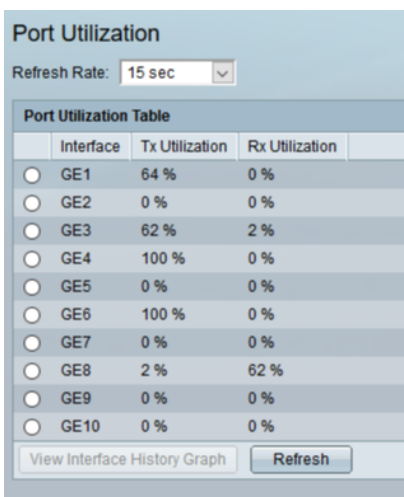 Port Utilization
Refresh Rate: 15 sec
Port Utilization Table
Interface Tx Utilization Rx Utilization
GE1 64 % 0 %
GE2 0 % 0 %
GE3 62 % 2 %
GE4 100 % 0 %
GE5 0 % 0 %
GE6 100 % 0 %
GE7 0 % 0 %
GE8 2 % 62 %
GE9 0 % 0 %
GE10 0 % 0 %
View Interface History Graph Refresh